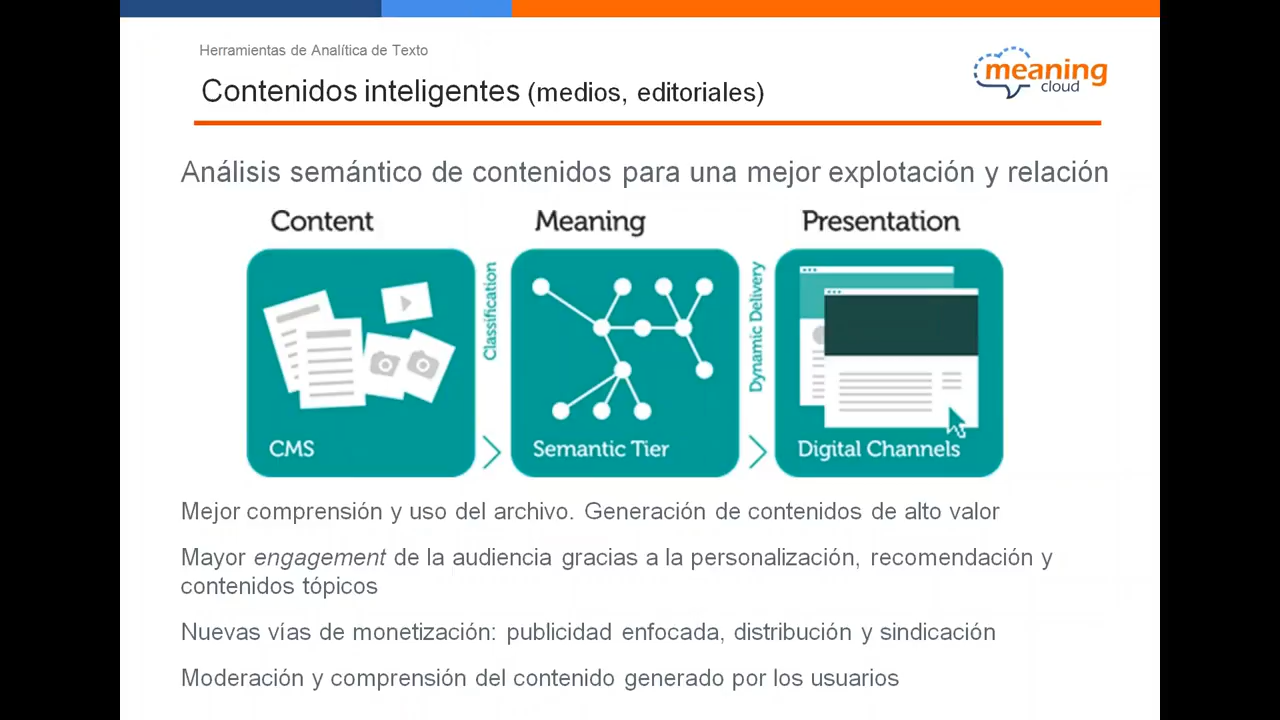 Herramientas de Analítica de Texto
Contenidos inteligentes (medios, editoriales)
meaning
cloud
Análisis semántico de contenidos para una mejor explotación y relación
Content
Meaning
Presentation
Classification
Dynamic Delivery
CMS
Semantic Tier
Digital Channels
Mejor comprensión y uso del archivo. Generación de contenidos de alto valor
Mayor engagement de la audiencia gracias a la personalización, recomendación y
contenidos tópicos
Nuevas vías de monetización: publicidad enfocada, distribución y sindicación
Moderación y comprensión del contenido generado por los usuarios